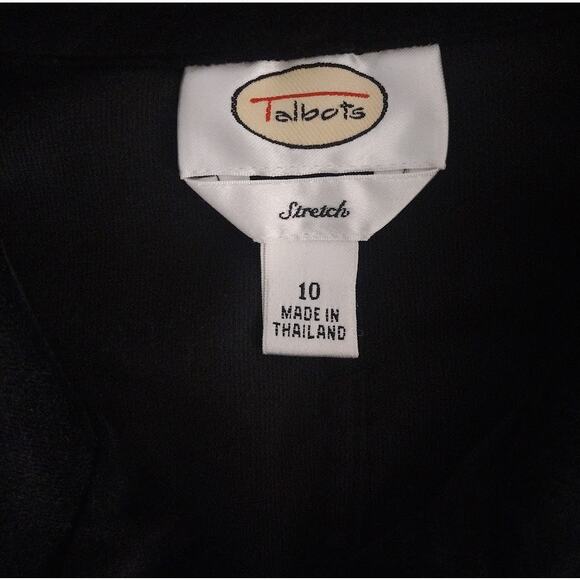 Talbots
Stretch
10
MADE IN
THAILAND